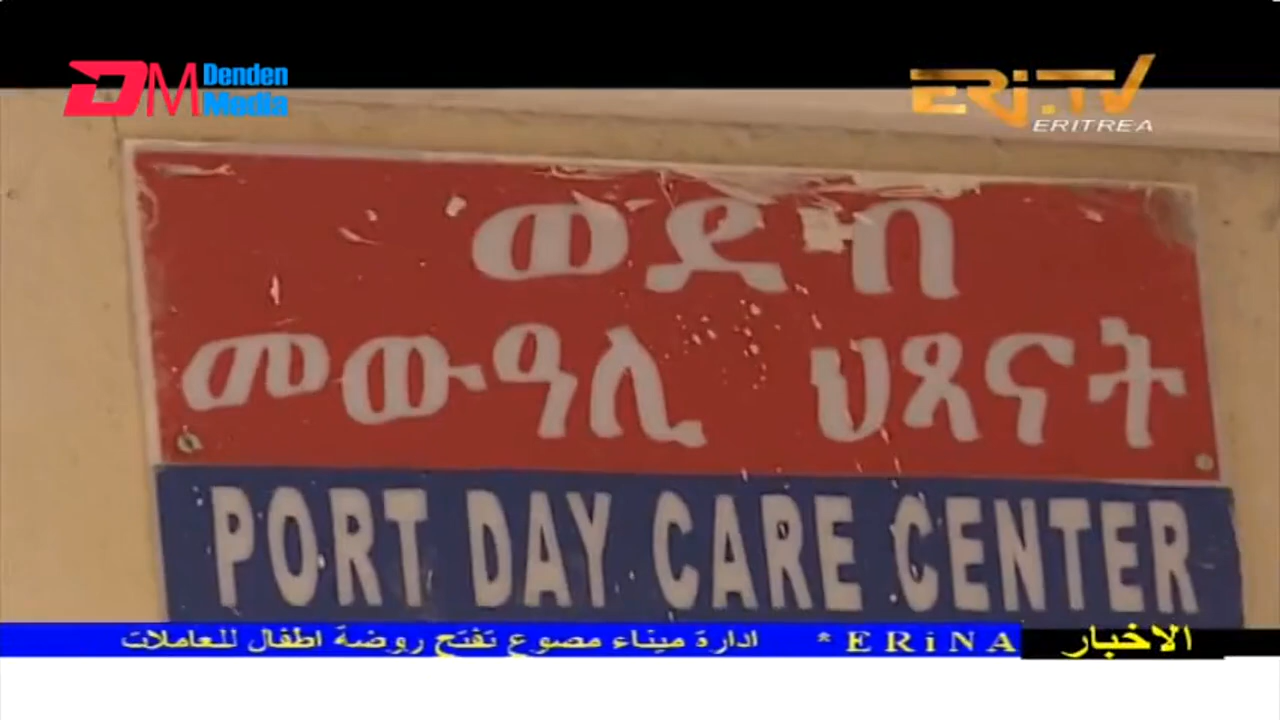 DM Denden Media
ERi.TV
ERITREA
ወደብ
መውዓሊ ህጻናት
PORT DAY CARE CENTER
الاخبار
ERiNA * ادارة ميناء مصوع تفتح روضة اطفال للعاملات